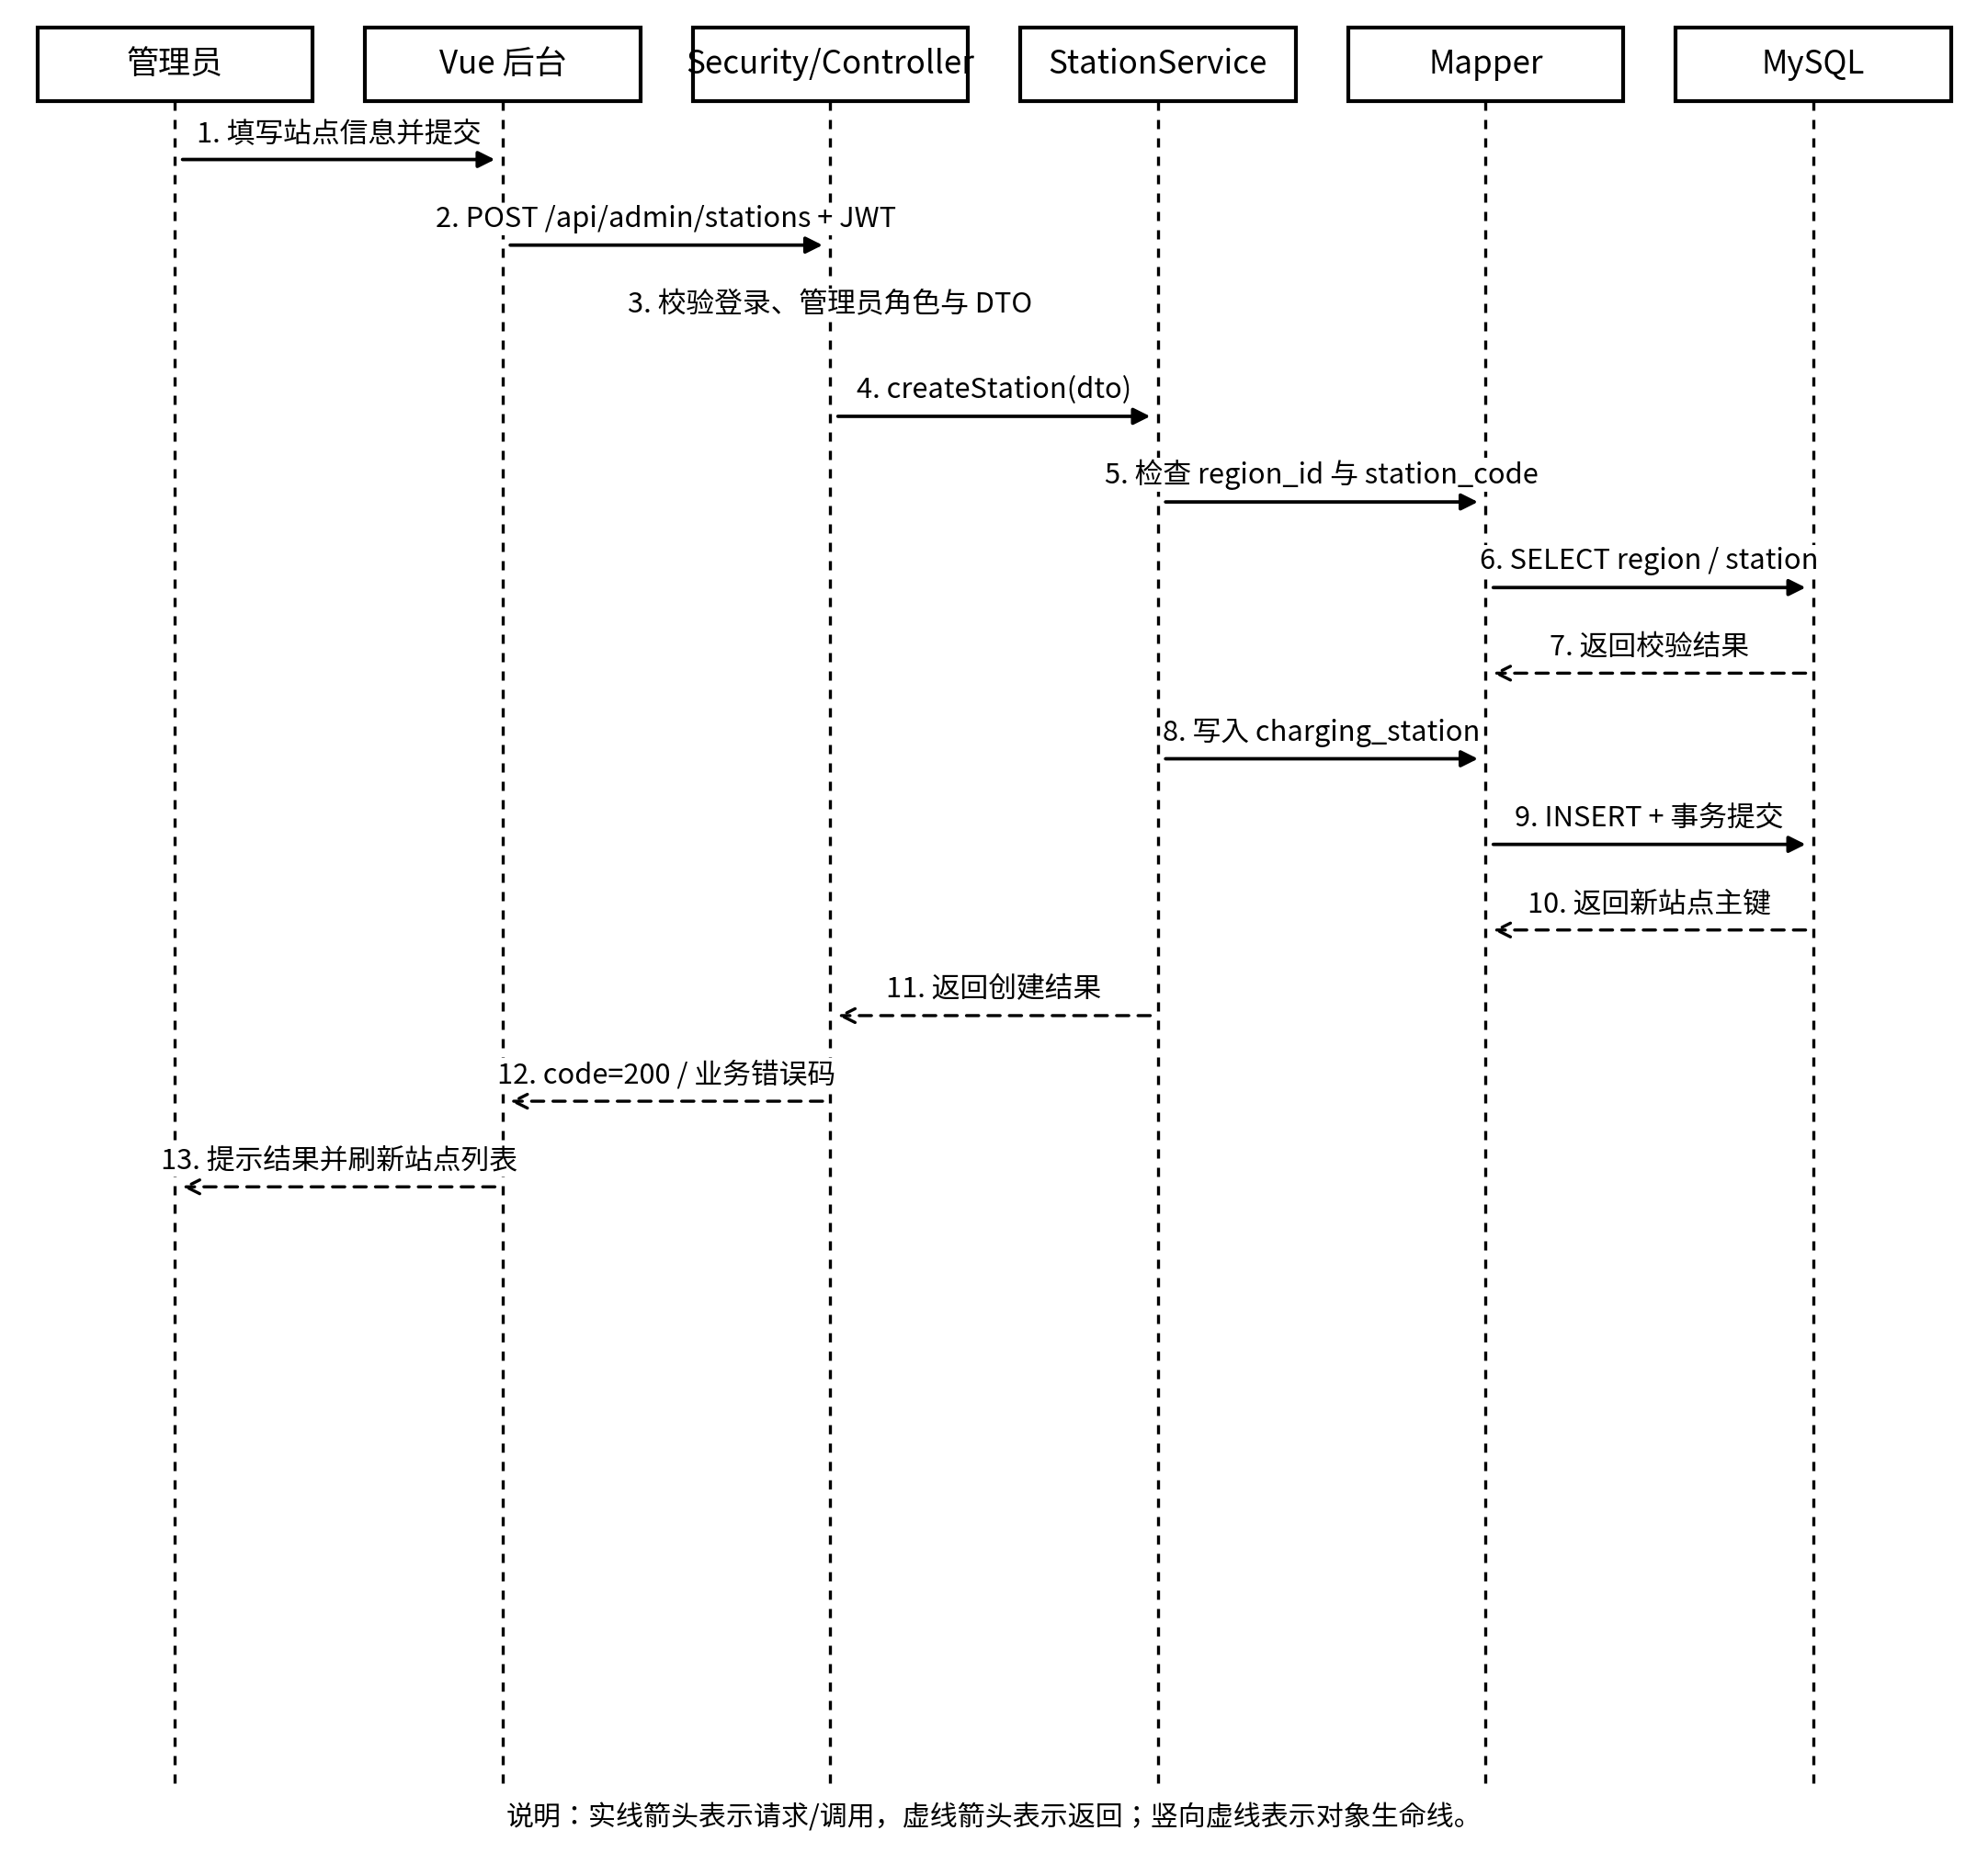 管理员
Vue 后台
Security/Controller
StationService
Mapper
MySQL
1. 填写站点信息并提交
2. POST /api/admin/stations + JWT
3. 校验登录、管理员角色与 DTO
4. createStation(dto)
5. 检查 region_id 与 station_code
6. SELECT region / station
7. 返回校验结果
8. 写入 charging_station
9. INSERT + 事务提交
10. 返回新站点主键
11. 返回创建结果
12. code=200 / 业务错误码
13. 提示结果并刷新站点列表
说明：实线箭头表示请求/调用，虚线箭头表示返回；竖向虚线表示对象生命线。